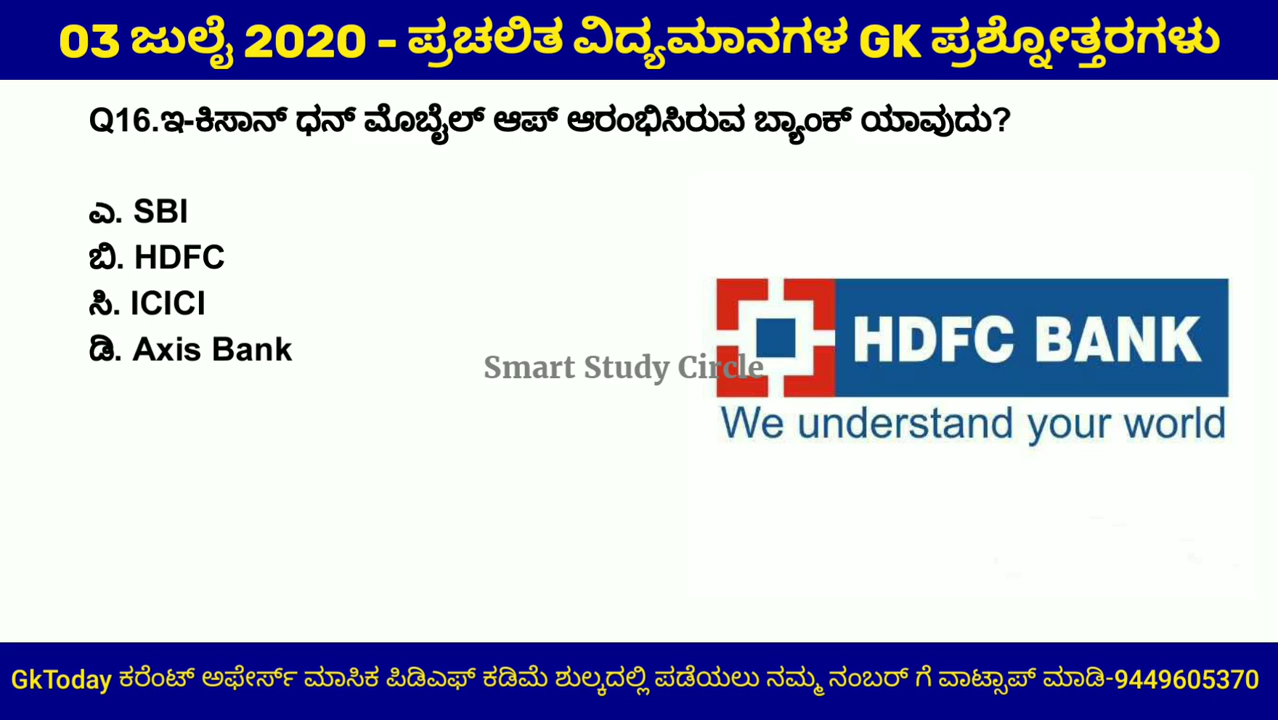 03 ಜುಲೈ 2020 - ಪ್ರಚಲಿತ ವಿದ್ಯಮಾನಗಳ GK ಪ್ರಶ್ನೋತ್ತರಗಳು
Q16.ಇ-ಕಿಸಾನ್ ಧನ್ ಮೊಬೈಲ್ ಆಪ್ ಆರಂಭಿಸಿರುವ ಬ್ಯಾಂಕ್ ಯಾವುದು?
ಎ. SBI
ಬಿ. HDFC
ಸಿ. ICICI
ಡಿ. Axis Bank
HDFC BANK
Smart Study Circle
We understand your world
GkToday ಕರೆಂಟ್ ಅಫೇರ್ಸ್ ಮಾಸಿಕ ಪಿಡಿಎಫ್ ಕಡಿಮೆ ಶುಲ್ಕದಲ್ಲಿ ಪಡೆಯಲು ನಮ್ಮ ನಂಬರ್ ಗೆ ವಾಟ್ಸಾಪ್ ಮಾಡಿ-9449605370